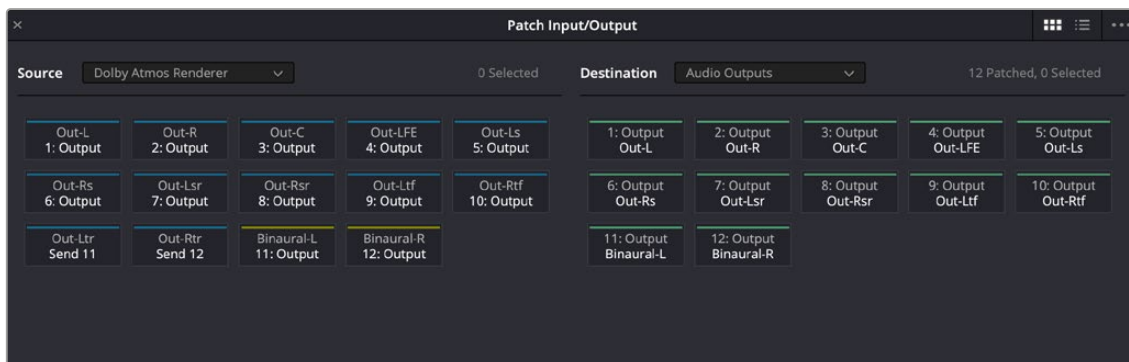 Patch Input/Output
Source Dolby Atmos Renderer 0 Selected Destination Audio Outputs 12 Patched, 0 Selected
Out-L Out-R Out-C Out-LFE Out-Ls 1: Output 2: Output 3: Output 4: Output 5: Output
1: Output 2: Output 3: Output 4: Output 5: Output Out-L Out-R Out-C Out-LFE Out-Ls
Out-Rs Out-Lsr Out-Rsr Out-Ltf Out-Rtf 6: Output 7: Output 8: Output 9: Output 10: Output
6: Output 7: Output 8: Output 9: Output 10: Output Out-Rs Out-Lsr Out-Rsr Out-Ltf Out-Rtf
Out-Ltr Out-Rtr Binaural-L Binaural-R 11: Output 12: Output
Send 11 Send 12 11: Output 12: Output Binaural-L Binaural-R